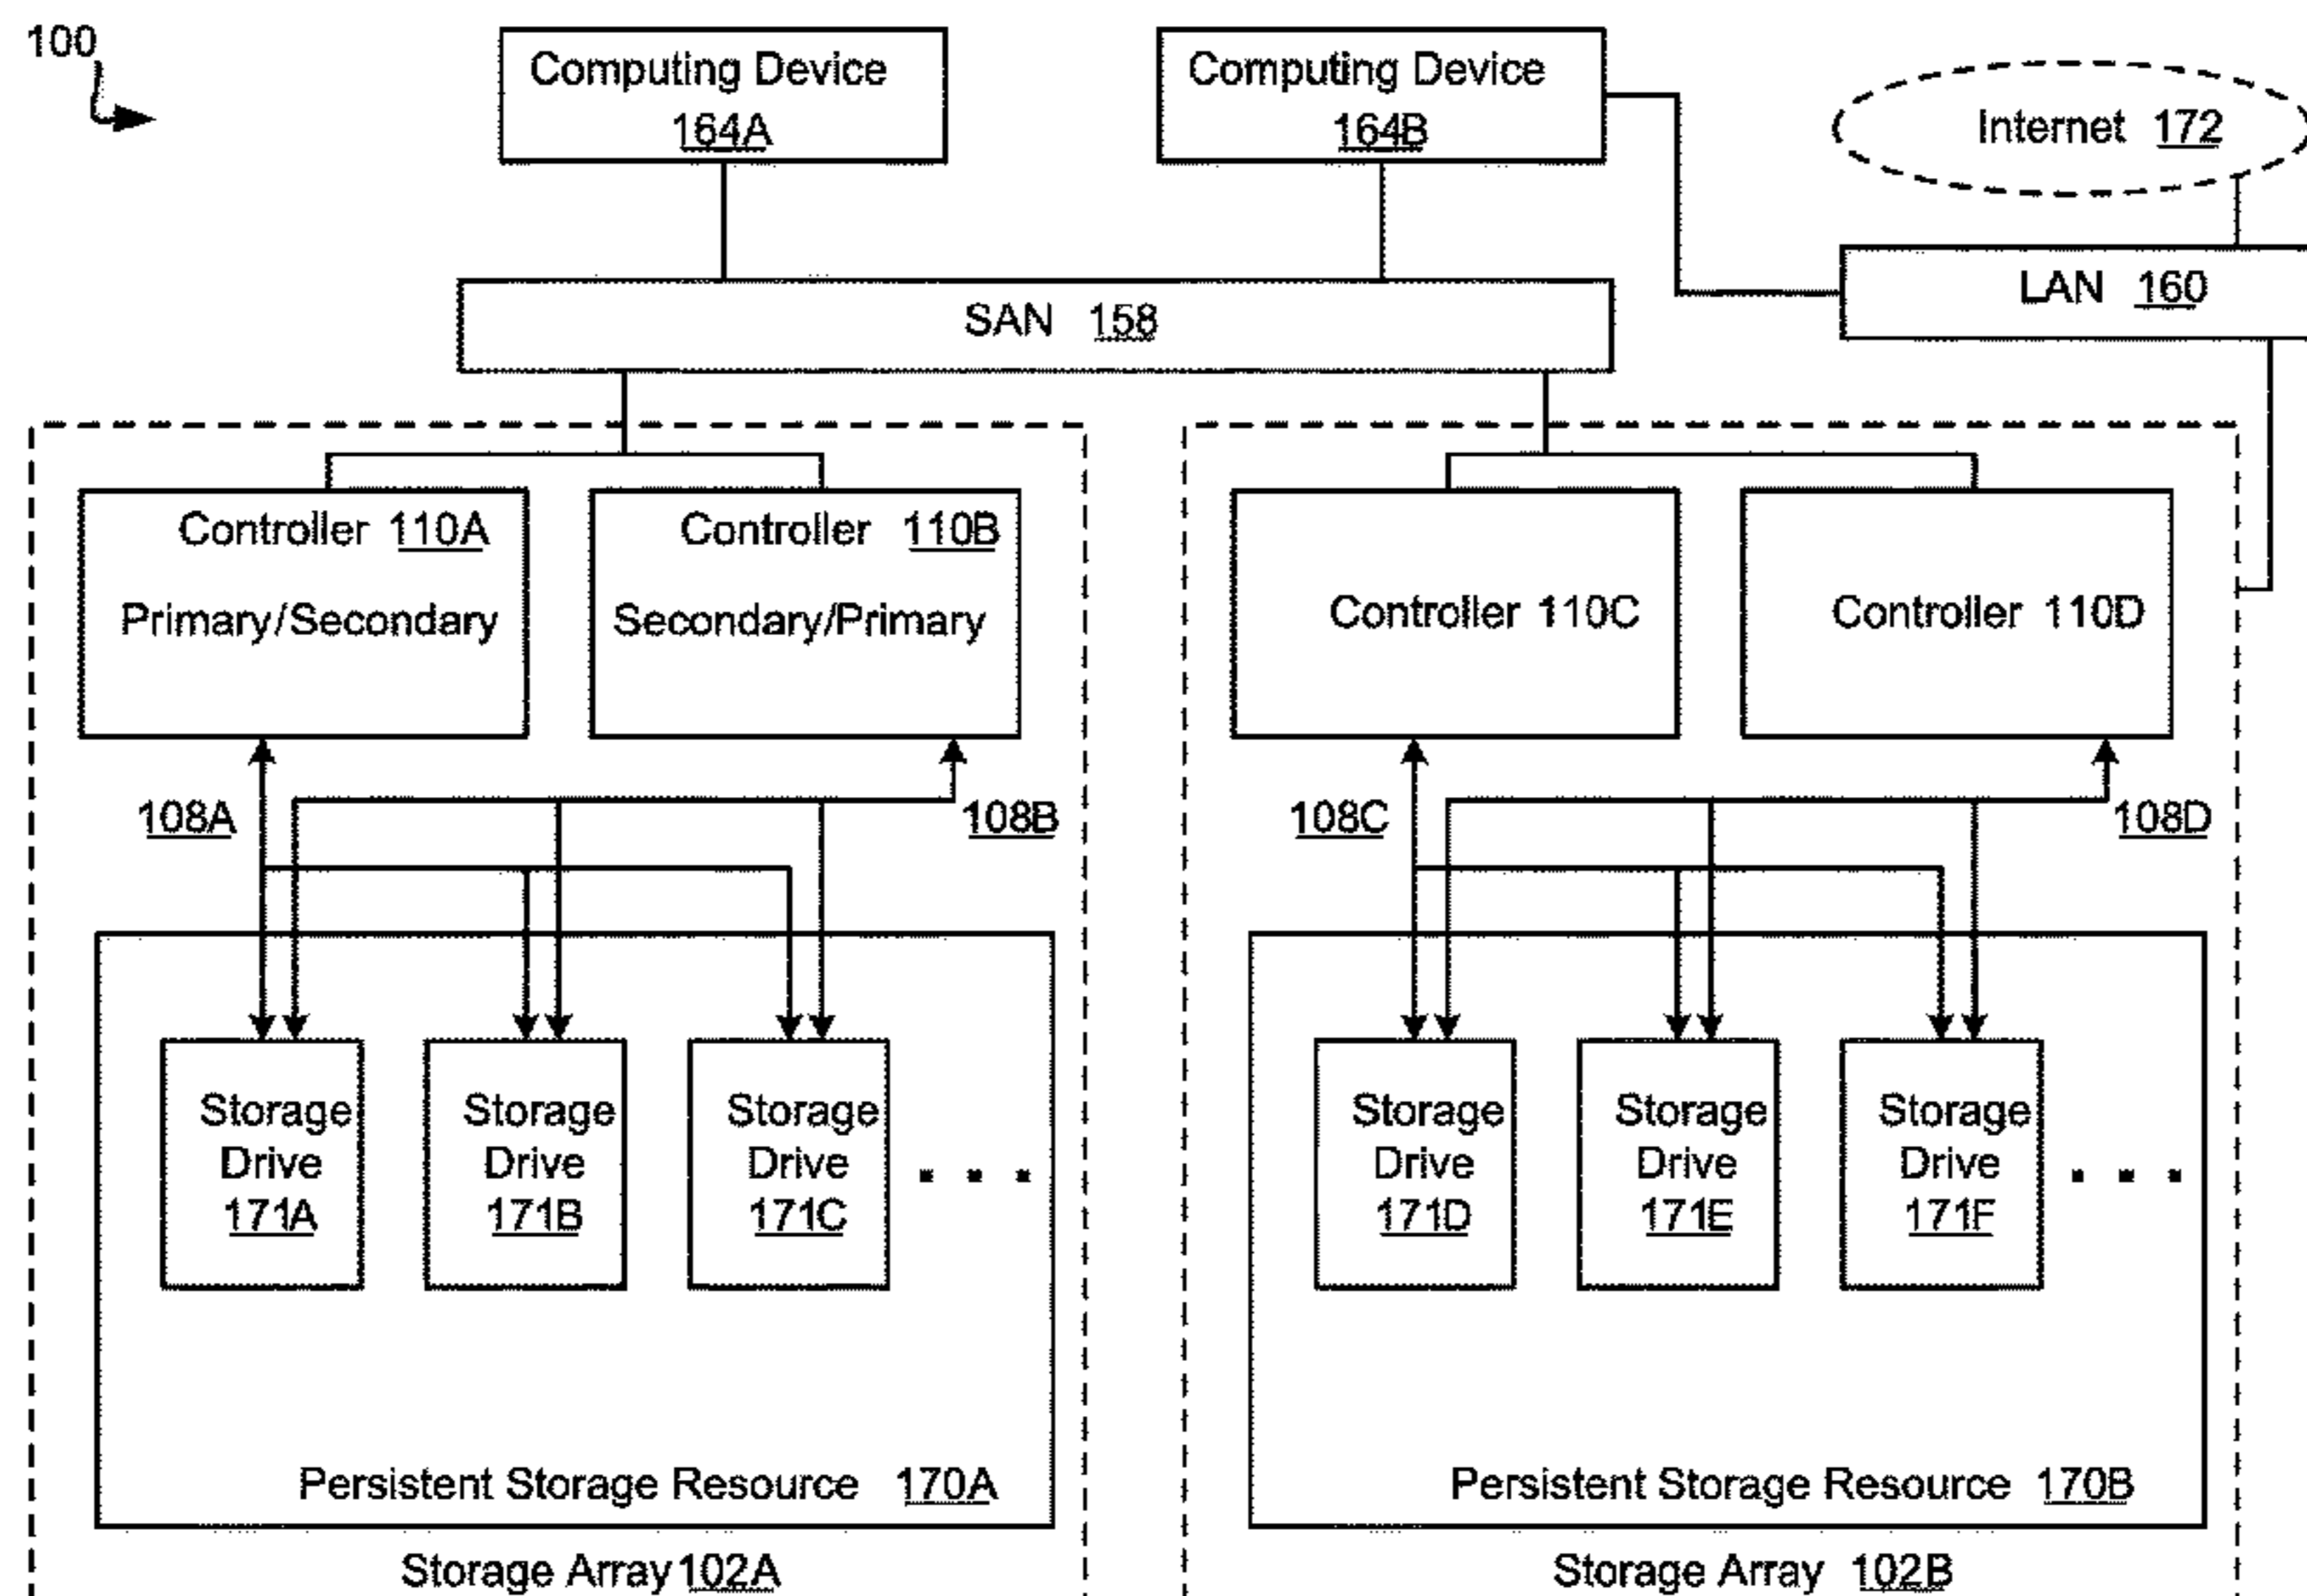 100
Computing Device
164A
Computing Device
164B
Internet 172
LAN 160
SAN 158
Controller 110A
Primary/Secondary
Controller 110B
Secondary/Primary
Controller 110C
Controller 110D
108A
108B
108C
108D
Storage
Drive
171A
Storage
Drive
171B
Storage
Drive
171C
. . .
Storage
Drive
171D
Storage
Drive
171E
Storage
Drive
171F
. . .
Persistent Storage Resource 170A
Persistent Storage Resource 170B
Storage Array 102A
Storage Array 102B